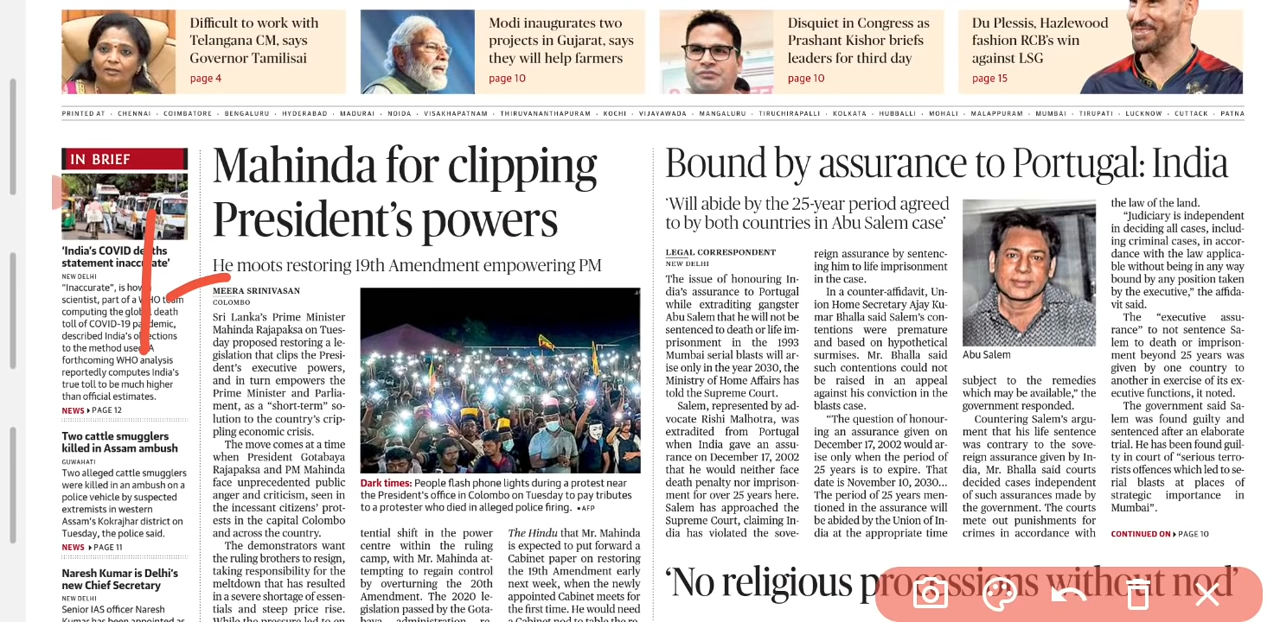 Difficult to work with
Telangana CM, says
Governor Tamilisai
page 4
Modi inaugurates two
projects in Gujarat, says
they will help farmers
page 10
Disquiet in Congress as
Prashant Kishor briefs
leaders for third day
page 10
Du Plessis, Hazlewood
fashion RCB's win
against LSG
page 15
PRINTED AT · CHENNAI · COIMBATORE · BENGALURU · HYDERABAD · MADURAI · NOIDA · VISAKHAPATNAM · THIRUVANANTHAPURAM · KOCHI · VIJAYAWADA · MANGALURU · TIRUCHIRAPALLI · KOLKATA · HUBBALLI · MOHALI · MALAPPURAM · MUMBAI · TIRUPATI · LUCKNOW · CUTTACK · PATNA
IN BRIEF
'India's COVID deaths
statement inaccurate'
NEW DELHI
"Inaccurate", is how a
scientist, part of a WHO team
computing the global death
toll of COVID-19 pandemic,
described India's objections
to the method used. A
forthcoming WHO analysis
reportedly computes India's
true toll to be much higher
than official estimates.
NEWS ▸ PAGE 12
Two cattle smugglers
killed in Assam ambush
GUWAHATI
Two alleged cattle smugglers
were killed in an ambush on a
police vehicle by suspected
extremists in western
Assam's Kokrajhar district on
Tuesday, the police said.
NEWS ▸ PAGE 11
Naresh Kumar is Delhi's
new Chief Secretary
NEW DELHI
Senior IAS officer Naresh
Kumar has been appointed as
Mahinda for clipping
President's powers
He moots restoring 19th Amendment empowering PM
MEERA SRINIVASAN
COLOMBO
Sri Lanka's Prime Minister
Mahinda Rajapaksa on Tues-
day proposed restoring a le-
gislation that clips the Presi-
dent's executive powers,
and in turn empowers the
Prime Minister and Parlia-
ment, as a "short-term" so-
lution to the country's crip-
pling economic crisis.
The move comes at a time
when President Gotabaya
Rajapaksa and PM Mahinda
face unprecedented public
anger and criticism, seen in
the incessant citizens' prot-
ests in the capital Colombo
and across the country.
The demonstrators want
the ruling brothers to resign,
taking responsibility for the
meltdown that has resulted
in a severe shortage of essen-
tials and steep price rise.
While the pressure led to en
Dark times: People flash phone lights during a protest near
the President's office in Colombo on Tuesday to pay tributes
to a protester who died in alleged police firing. ▪ AFP
tential shift in the power
centre within the ruling
camp, with Mr. Mahinda at-
tempting to regain control
by overturning the 20th
Amendment. The 2020 le-
gislation passed by the Gota-
baya administration re-
The Hindu that Mr. Mahinda
is expected to put forward a
Cabinet paper on restoring
the 19th Amendment early
next week, when the newly
appointed Cabinet meets for
the first time. He would need
a Cabinet nod to table the re-
Bound by assurance to Portugal: India
'Will abide by the 25-year period agreed
to by both countries in Abu Salem case'
LEGAL CORRESPONDENT
NEW DELHI
The issue of honouring In-
dia's assurance to Portugal
while extraditing gangster
Abu Salem that he will not be
sentenced to death or life im-
prisonment in the 1993
Mumbai serial blasts will ar-
ise only in the year 2030, the
Ministry of Home Affairs has
told the Supreme Court.
Salem, represented by ad-
vocate Rishi Malhotra, was
extradited from Portugal
when India gave an assu-
rance on December 17, 2002
that he would neither face
death penalty nor imprison-
ment for over 25 years here.
Salem has approached the
Supreme Court, claiming In-
dia has violated the sove-
reign assurance by sentenc-
ing him to life imprisonment
in the case.
In a counter-affidavit, Un-
ion Home Secretary Ajay Ku-
mar Bhalla said Salem's con-
tentions were premature
and based on hypothetical
surmises. Mr. Bhalla said
such contentions could not
be raised in an appeal
against his conviction in the
blasts case.
"The question of honour-
ing an assurance given on
December 17, 2002 would ar-
ise only when the period of
25 years is to expire. That
date is November 10, 2030...
The period of 25 years men-
tioned in the assurance will
be abided by the Union of In-
dia at the appropriate time
Abu Salem
subject to the remedies
which may be available," the
government responded.
Countering Salem's argu-
ment that his life sentence
was contrary to the sove-
reign assurance given by In-
dia, Mr. Bhalla said courts
decided cases independent
of such assurances made by
the government. The courts
mete out punishments for
crimes in accordance with
the law of the land.
"Judiciary is independent
in deciding all cases, includ-
ing criminal cases, in accor-
dance with the law applica-
ble without being in any way
bound by any position taken
by the executive," the affida-
vit said.
The "executive assu-
rance" to not sentence Sa-
lem to death or imprison-
ment beyond 25 years was
given by one country to
another in exercise of its ex-
ecutive functions, it noted.
The government said Sa-
lem was found guilty and
sentenced after an elaborate
trial. He has been found guil-
ty in court of "serious terro-
rists offences which led to se-
rial blasts at places of
strategic importance in
Mumbai".
CONTINUED ON ▸ PAGE 10
'No religious processions without nod'